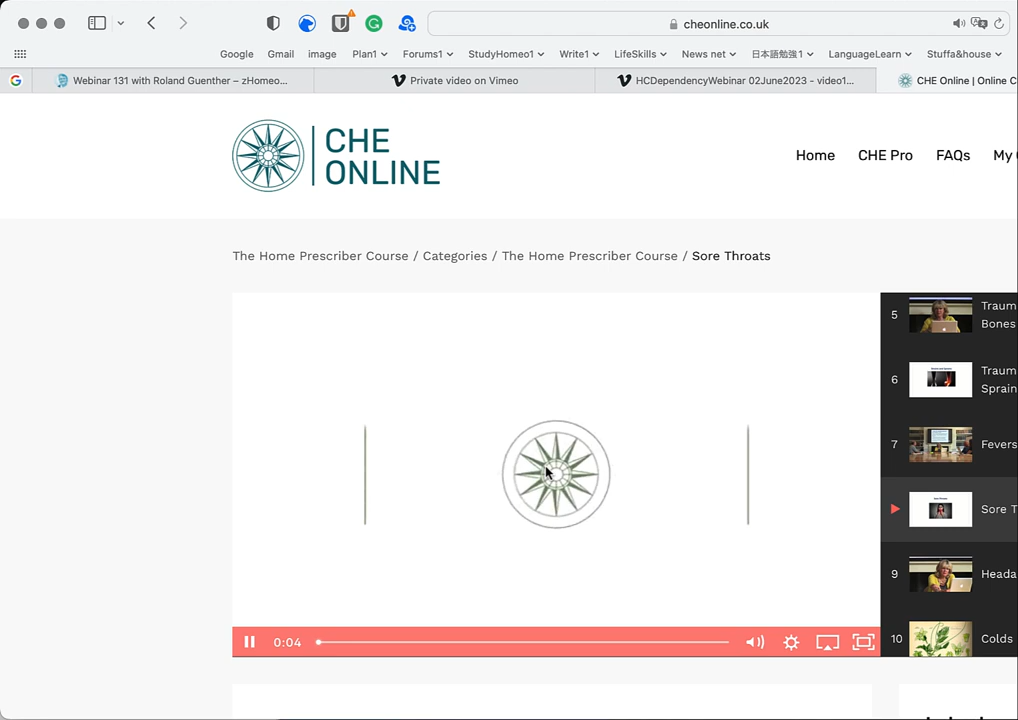 cheonline.co.uk
Google Gmail image Plan1 Forums1 StudyHomeo1 Write1 LifeSkills News net 日本語勉強1 LanguageLearn Stuffa&house
G Webinar 131 with Roland Guenther – zHomeo... Private video on Vimeo HCDependencyWebinar 02June2023 - video1... CHE Online | Online C
CHE
ONLINE
Home CHE Pro FAQs My
The Home Prescriber Course / Categories / The Home Prescriber Course / Sore Throats
5 Traum
Bones
6 Traum
Sprain
7 Fevers
Sore T
9 Heada
10 Colds
0:04